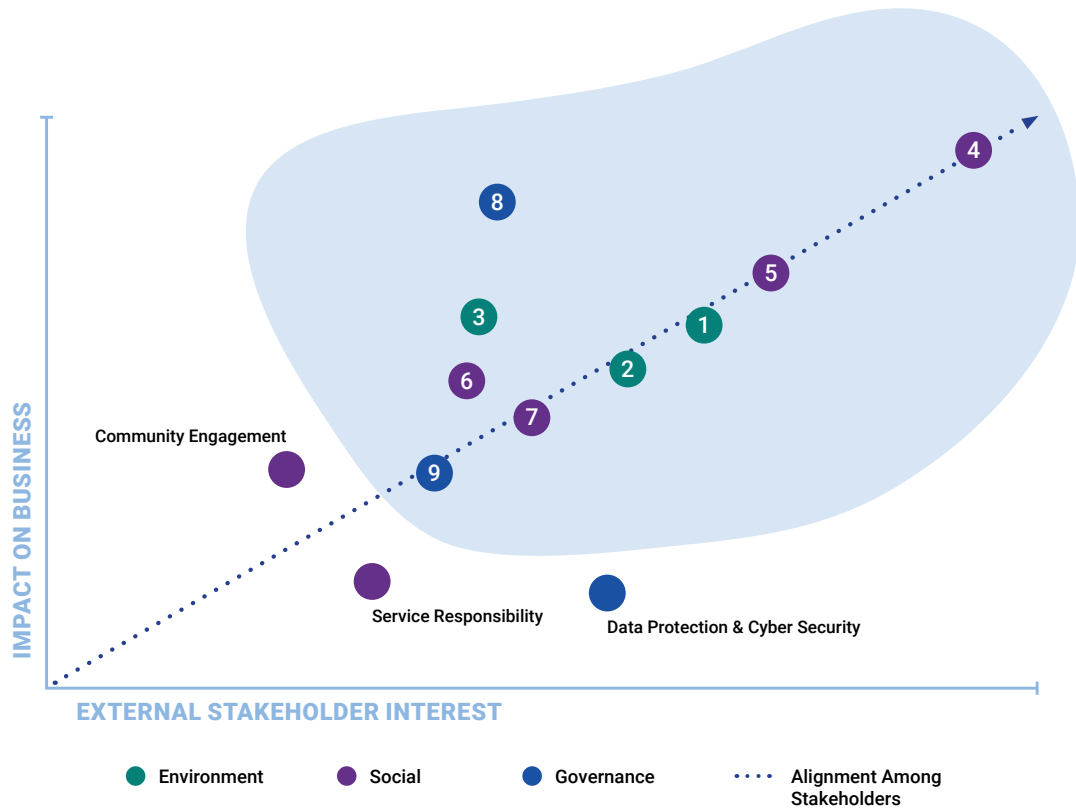 4
8
5
3
1
2
6
7
Community Engagement
9
Service Responsibility
Data Protection & Cyber Security
IMPACT ON BUSINESS
EXTERNAL STAKEHOLDER INTEREST
Environment
Social
Governance
Alignment Among
Stakeholders